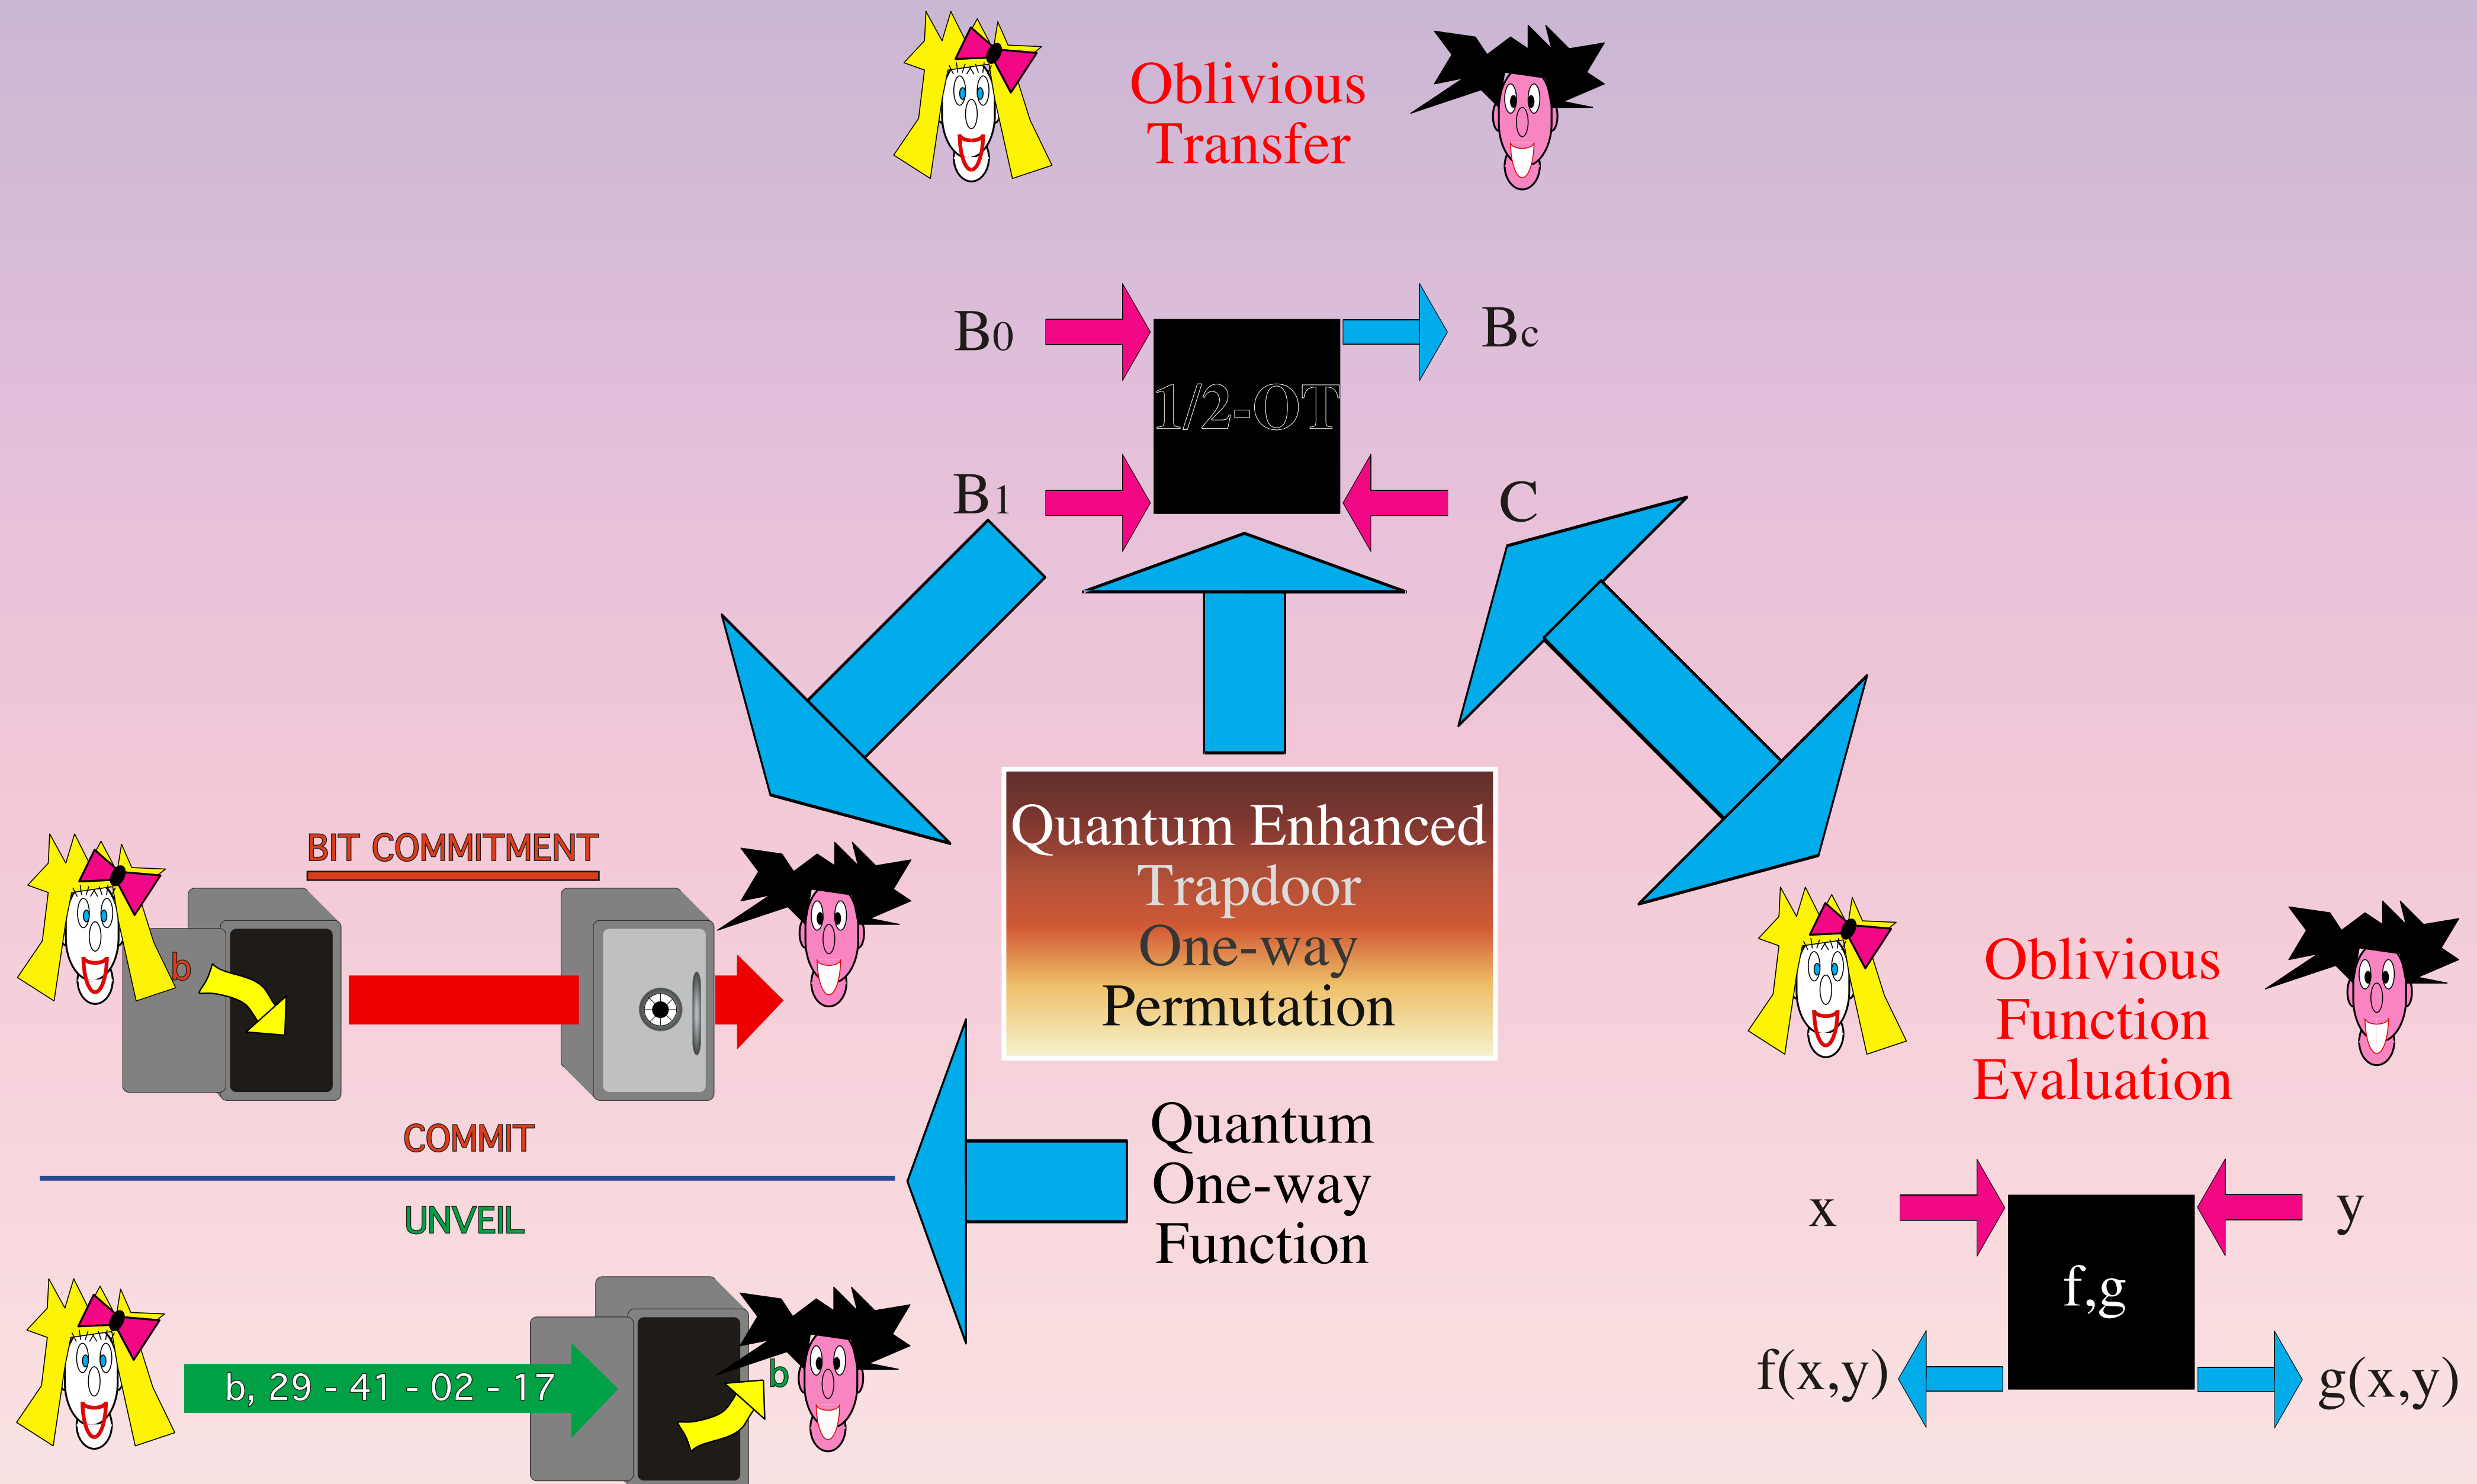 Oblivious
Transfer
B0
Bc
1/2-OT
B1
C
Quantum Enhanced
Trapdoor
One-way
Permutation
BIT COMMITMENT
b
COMMIT
UNVEIL
b, 29 - 41 - 02 - 17
b
Quantum
One-way
Function
Oblivious
Function
Evaluation
x
y
f,g
f(x,y)
g(x,y)